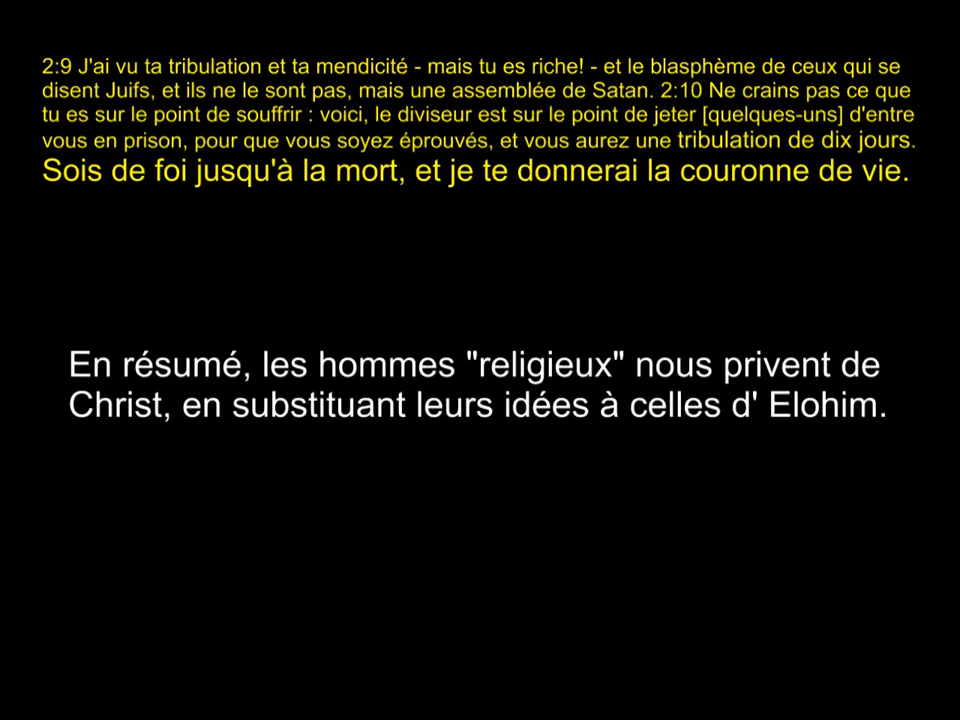 2:9 J'ai vu ta tribulation et ta mendicité - mais tu es riche! - et le blasphème de ceux qui se
disent Juifs, et ils ne le sont pas, mais une assemblée de Satan. 2:10 Ne crains pas ce que
tu es sur le point de souffrir : voici, le diviseur est sur le point de jeter [quelques-uns] d'entre
vous en prison, pour que vous soyez éprouvés, et vous aurez une tribulation de dix jours.
Sois de foi jusqu'à la mort, et je te donnerai la couronne de vie.
En résumé, les hommes "religieux" nous privent de
Christ, en substituant leurs idées à celles d' Elohim.